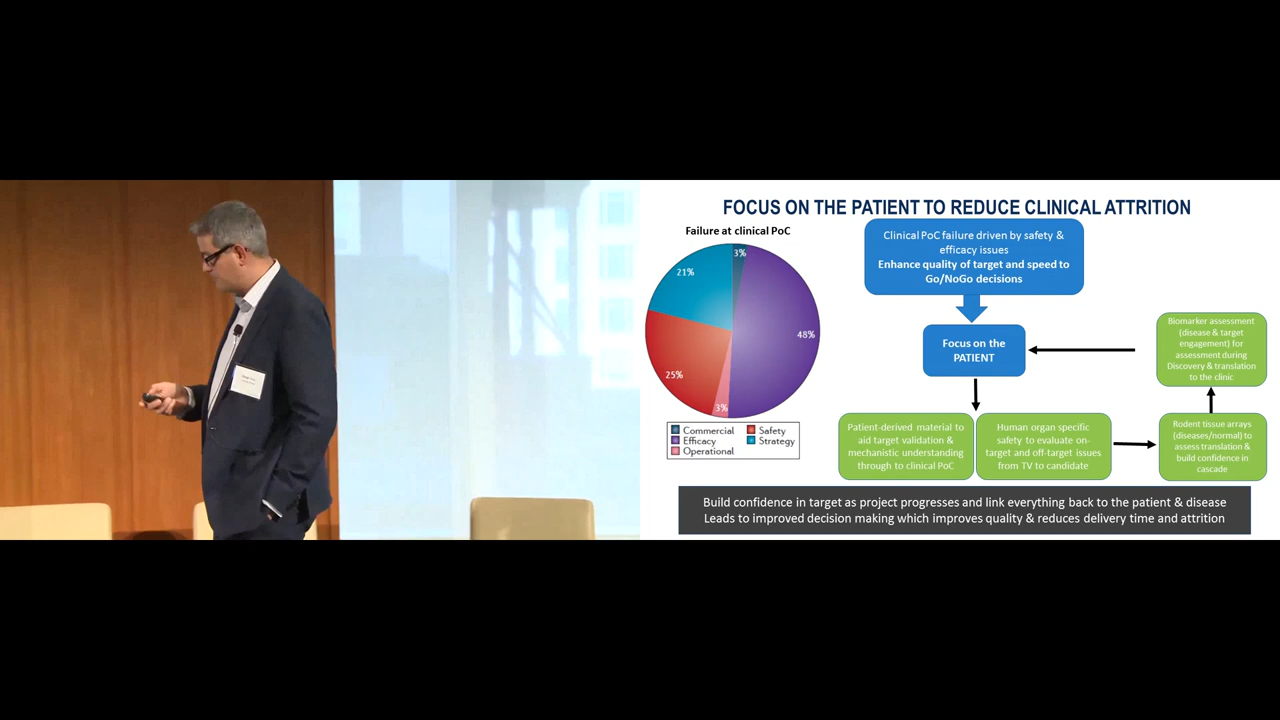 FOCUS ON THE PATIENT TO REDUCE CLINICAL ATTRITION
Failure at clinical PoC
3%
21%
48%
25%
3%
Commercial
Safety
Efficacy
Strategy
Operational
Clinical PoC failure driven by safety &
efficacy issues
Enhance quality of target and speed to
Go/NoGo decisions
Focus on the
PATIENT
Patient-derived material to
aid target validation &
mechanistic understanding
through to clinical PoC
Human organ specific
safety to evaluate on-
target and off-target issues
from TV to candidate
Rodent tissue arrays
(diseases/normal) to
assess translation &
build confidence in
cascade
Biomarker assessment
(disease & target
engagement) for
assessment during
Discovery & translation
to the clinic
Build confidence in target as project progresses and link everything back to the patient & disease
Leads to improved decision making which improves quality & reduces delivery time and attrition